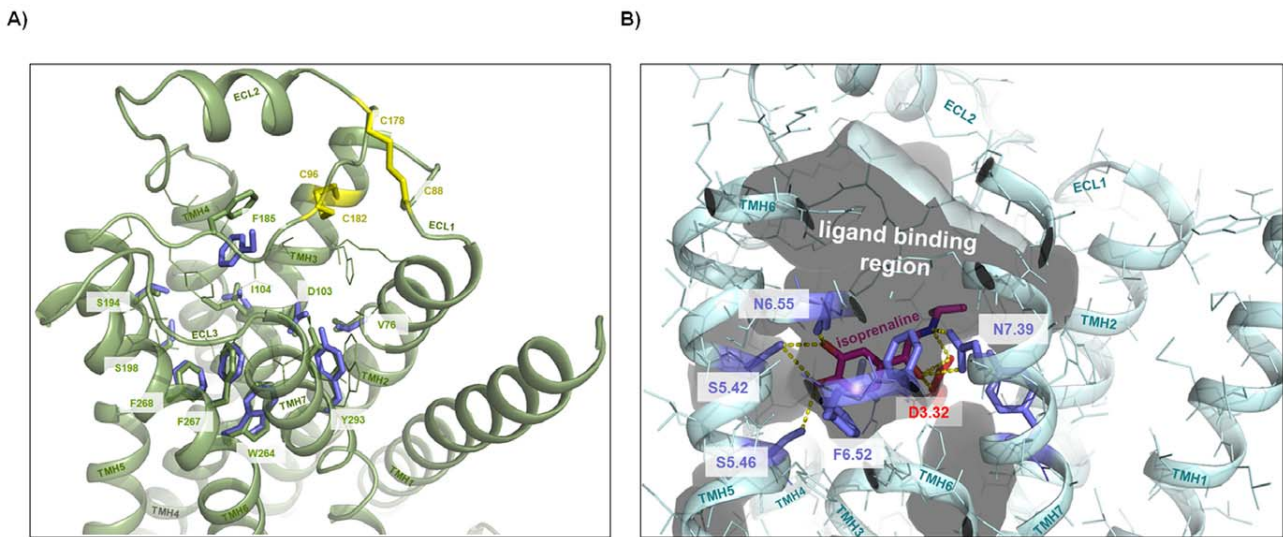 A)
B)
ECL2
C178
C96
C88
C182
TMH4
F185
ECL1
TMH3
I104
D103
S194
V76
ECL3
S198
TMH2
F268
TMH7
F267
Y293
W264
TMH5
TMH1
TMH4
TMH6
ECL2
ECL1
TMH6
ligand binding
region
N6.55
isoprenaline
N7.39
TMH2
S5.42
D3.32
S5.46
F6.52
TMH6
TMH5
TMH4
TMH3
TMH7
TMH1